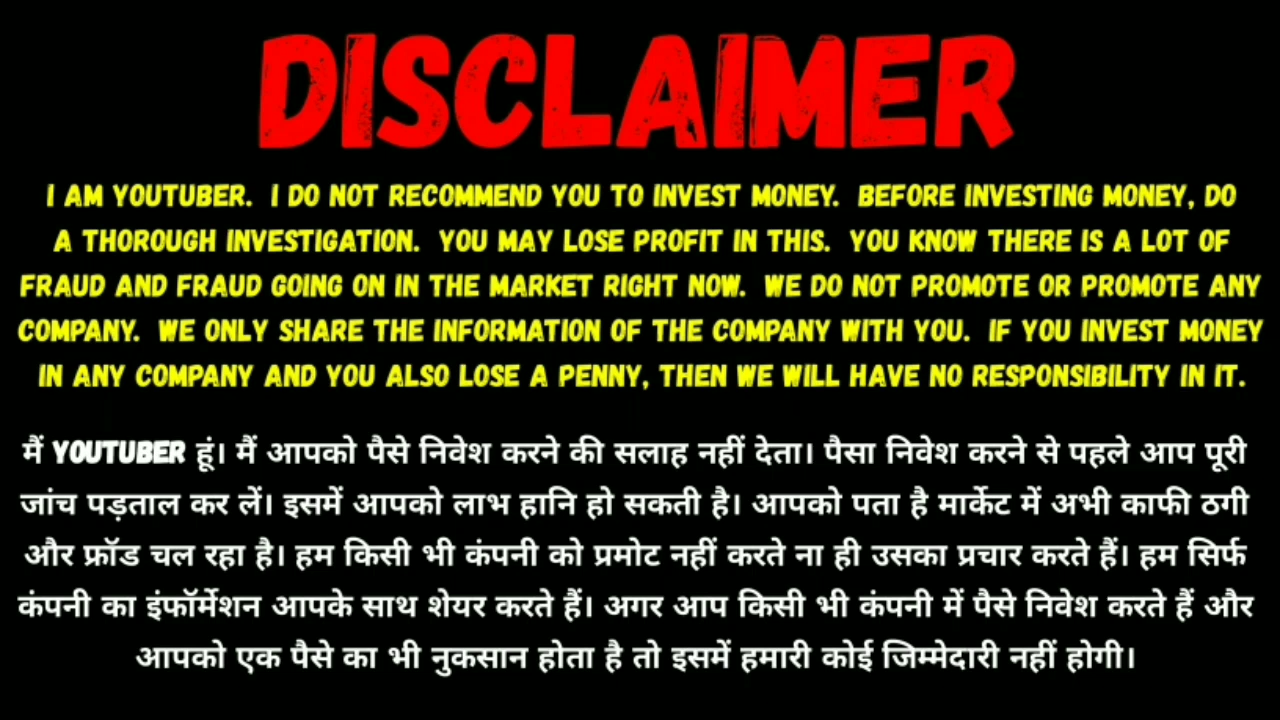 DISCLAIMER
I AM YOUTUBER. I DO NOT RECOMMEND YOU TO INVEST MONEY. BEFORE INVESTING MONEY, DO
A THOROUGH INVESTIGATION. YOU MAY LOSE PROFIT IN THIS. YOU KNOW THERE IS A LOT OF
FRAUD AND FRAUD GOING ON IN THE MARKET RIGHT NOW. WE DO NOT PROMOTE OR PROMOTE ANY
COMPANY. WE ONLY SHARE THE INFORMATION OF THE COMPANY WITH YOU. IF YOU INVEST MONEY
IN ANY COMPANY AND YOU ALSO LOSE A PENNY, THEN WE WILL HAVE NO RESPONSIBILITY IN IT.
मैं YOUTUBER हूं। मैं आपको पैसे निवेश करने की सलाह नहीं देता। पैसा निवेश करने से पहले आप पूरी
जांच पड़ताल कर लें। इसमें आपको लाभ हानि हो सकती है। आपको पता है मार्केट में अभी काफी ठगी
और फ्रॉड चल रहा है। हम किसी भी कंपनी को प्रमोट नहीं करते ना ही उसका प्रचार करते हैं। हम सिर्फ
कंपनी का इंफॉर्मेशन आपके साथ शेयर करते हैं। अगर आप किसी भी कंपनी में पैसे निवेश करते हैं और
आपको एक पैसे का भी नुकसान होता है तो इसमें हमारी कोई जिम्मेदारी नहीं होगी।